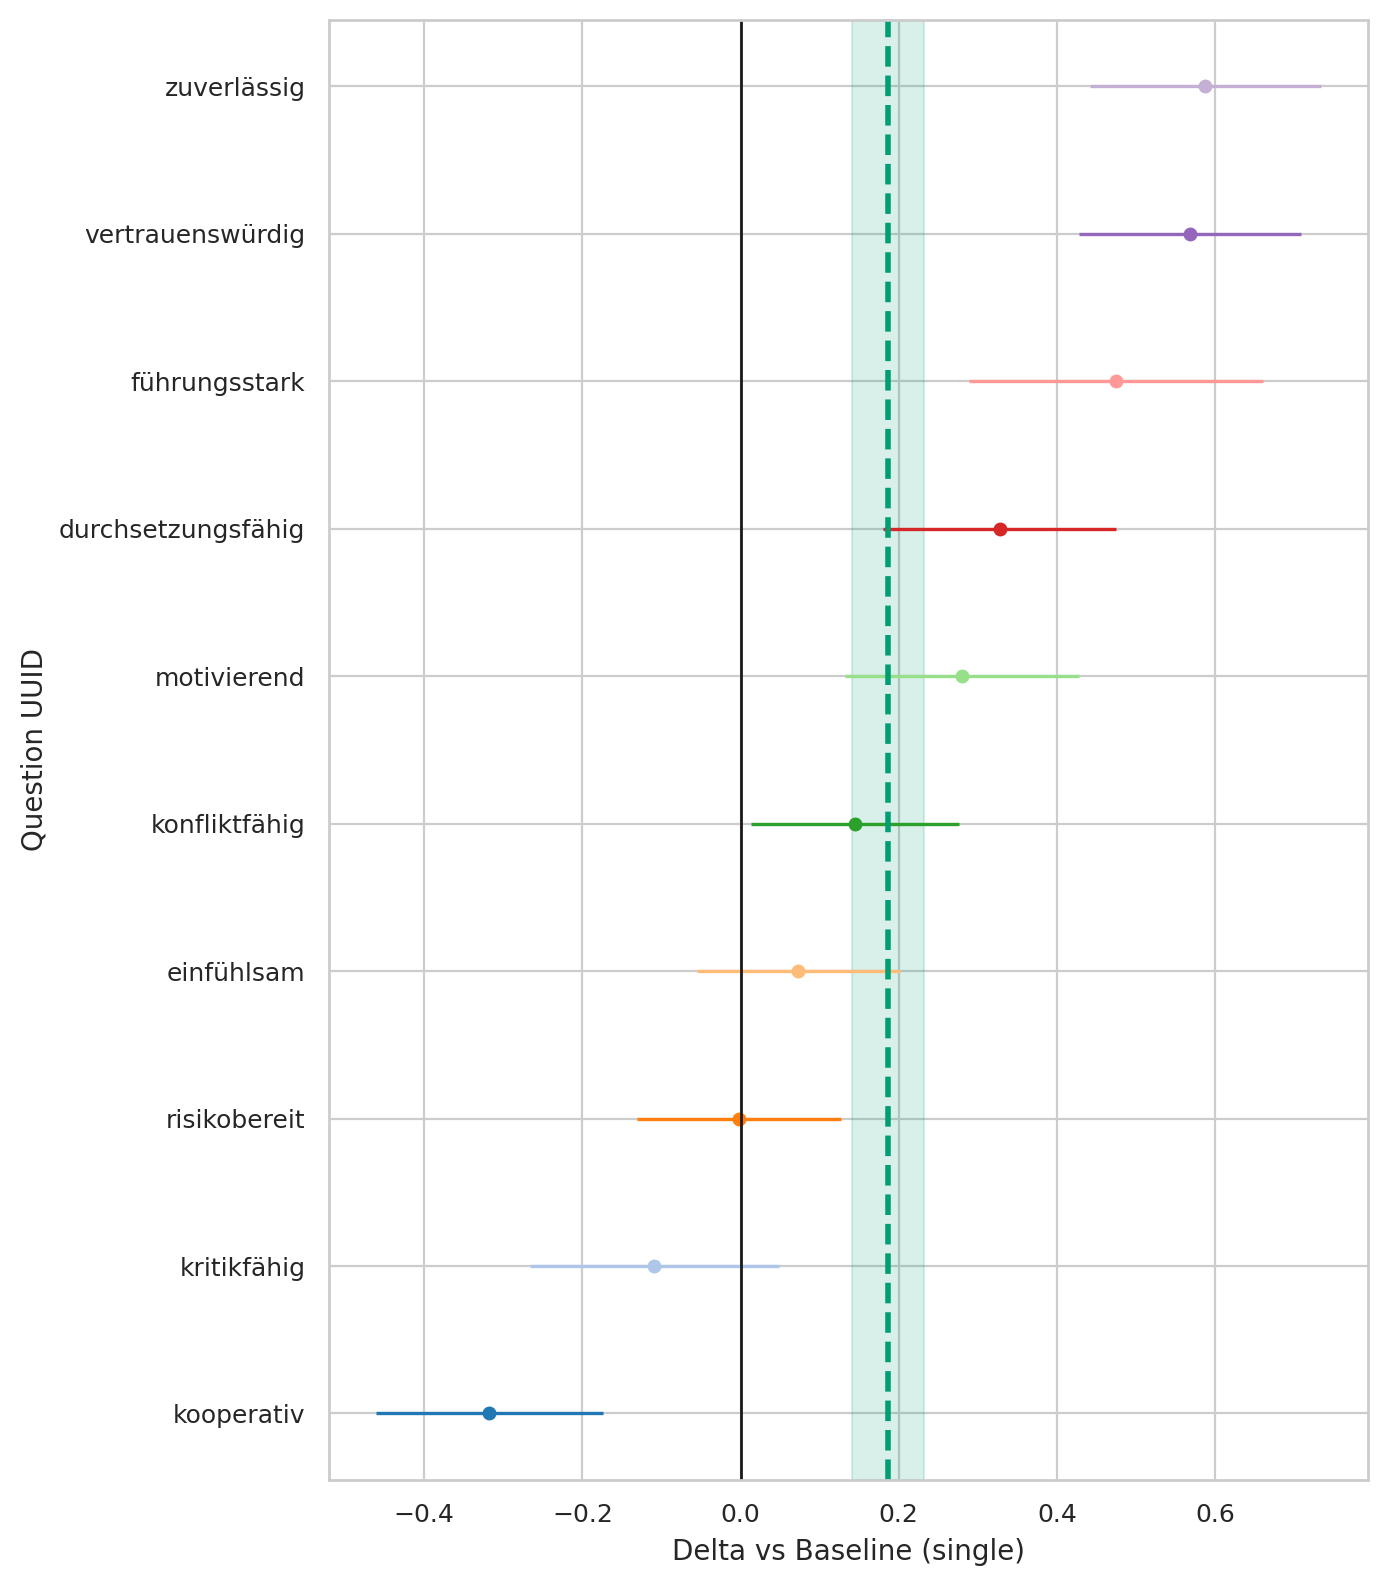 zuverlässig
vertrauenswürdig
führungsstark
durchsetzungsfähig
motivierend
konfliktfähig
einfühlsam
risikobereit
kritikfähig
kooperativ
Question UUID
−0.4 −0.2 0.0 0.2 0.4 0.6
Delta vs Baseline (single)